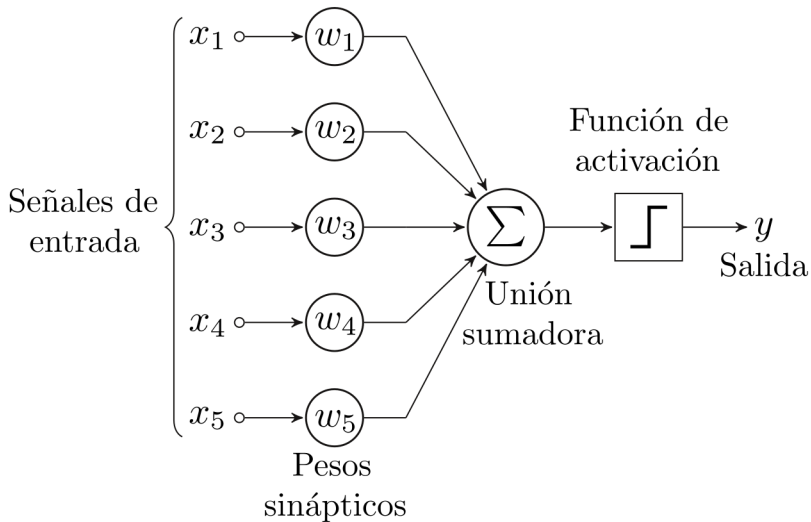 Señales de
entrada
x₁
x₂
x₃
x₄
x₅
w₁
w₂
w₃
w₄
w₅
Pesos
sinápticos
Σ
Unión
sumadora
Función de
activación
y
Salida